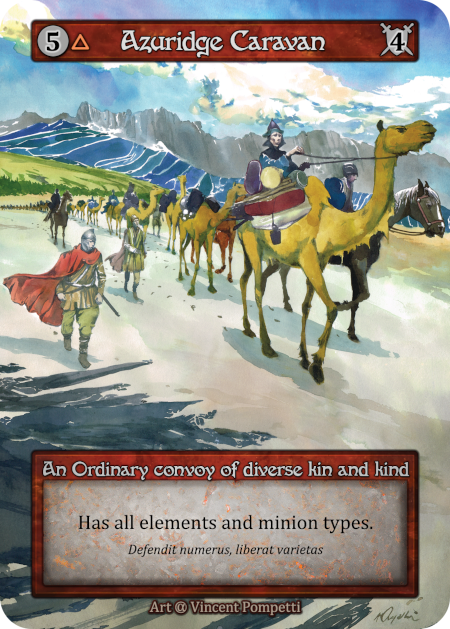 5 Azuridge Caravan 4
An Ordinary convoy of diverse kin and kind
Has all elements and minion types.
Defendit numerus, liberat varietas
Art @ Vincent Pompetti